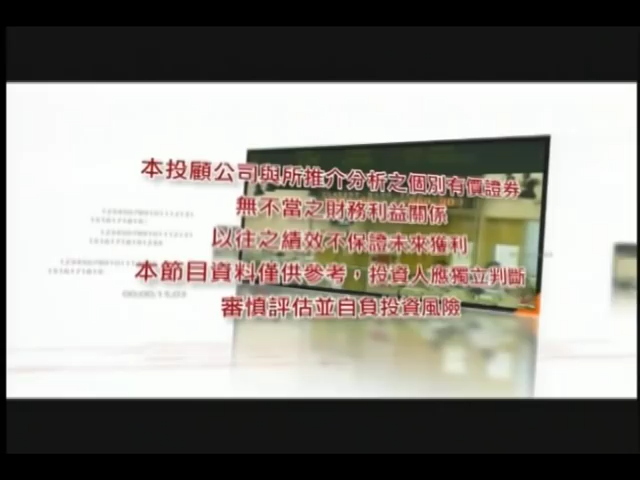 本投顧公司與所推介分析之個別有價證券
無不當之財務利益關係
以往之績效不保證未來獲利
本節目資料僅供參考，投資人應獨立判斷
審慎評估並自負投資風險